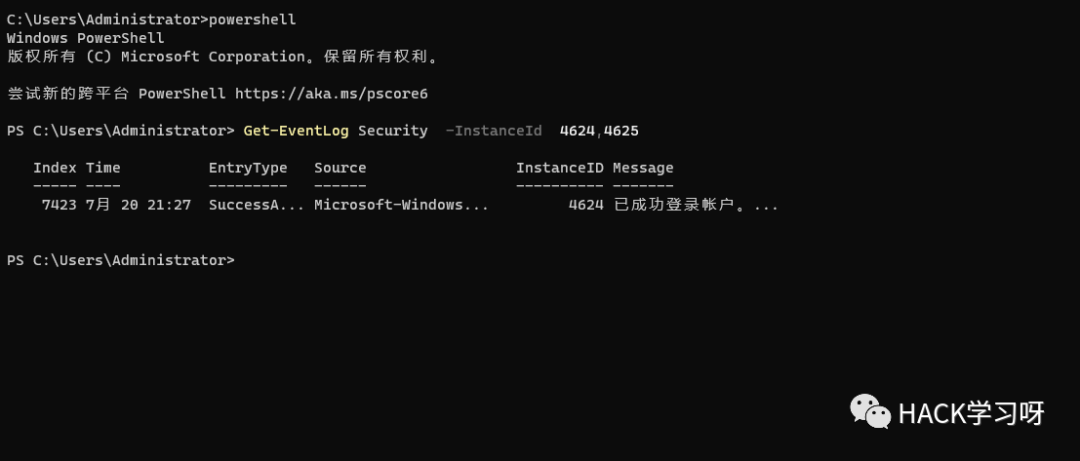 C:\Users\Administrator>powershell
Windows PowerShell
版权所有 (C) Microsoft Corporation。保留所有权利。
尝试新的跨平台 PowerShell https://aka.ms/pscore6
PS C:\Users\Administrator> Get-EventLog Security  -InstanceId  4624,4625
   Index Time          EntryType   Source                 InstanceID Message
   ----- ----          ---------   ------                 ---------- -------
    7423 7月 20 21:27  SuccessA... Microsoft-Windows...         4624 已成功登录帐户。...
PS C:\Users\Administrator>
HACK学习呀